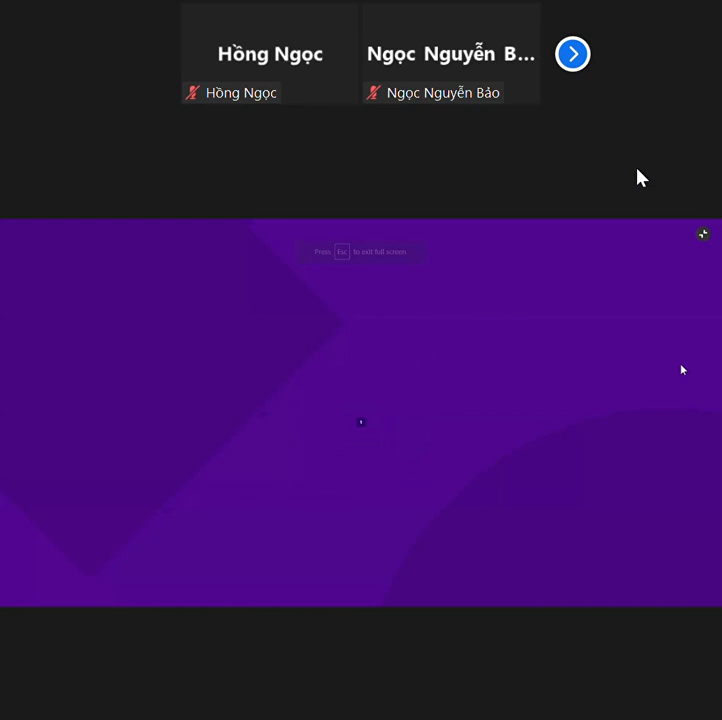 Hồng Ngọc
Ngọc Nguyễn B...
Hồng Ngọc
Ngọc Nguyễn Bảo
Press Esc to exit full screen